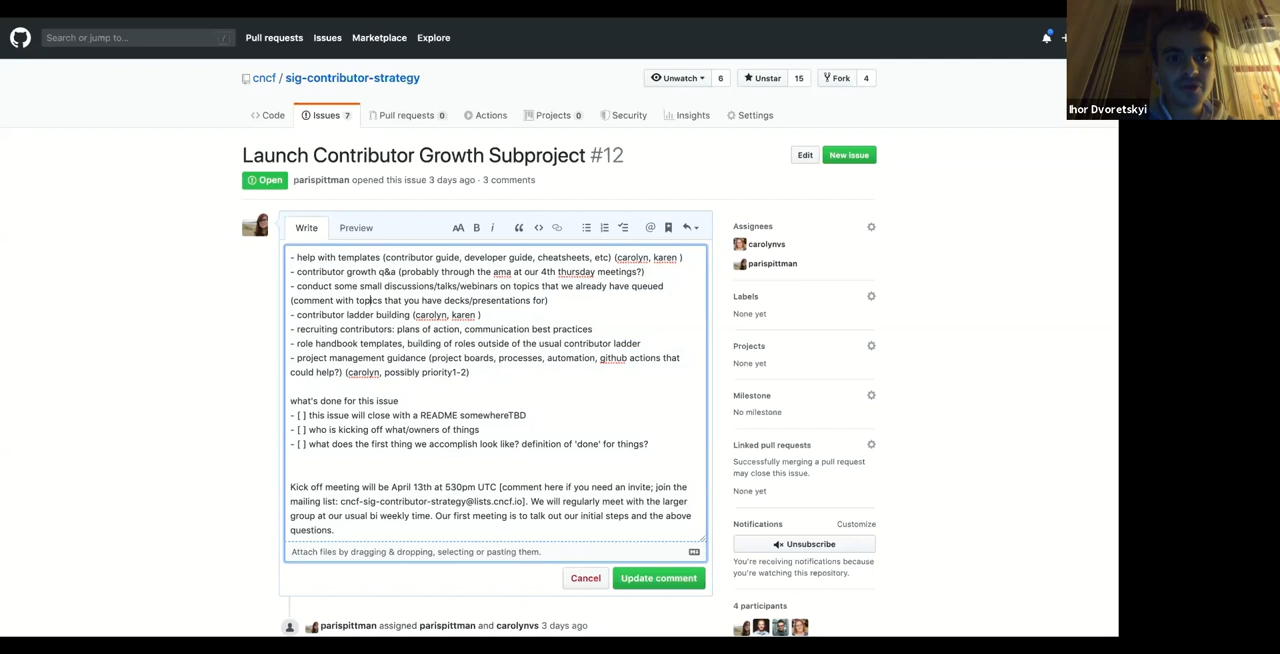 Search or jump to... /
Pull requests Issues Marketplace Explore
Ihor Dvoretskyi
cncf / sig-contributor-strategy
Unwatch 6 Unstar 15 Fork 4
Code Issues 7 Pull requests 0 Actions Projects 0 Security Insights Settings
Launch Contributor Growth Subproject #12
Edit New issue
Open parispittman opened this issue 3 days ago · 3 comments
Write Preview AA B i
- help with templates (contributor guide, developer guide, cheatsheets, etc) (carolyn, karen )
- contributor growth q&a (probably through the ama at our 4th thursday meetings?)
- conduct some small discussions/talks/webinars on topics that we already have queued
(comment with topics that you have decks/presentations for)
- contributor ladder building (carolyn, karen )
- recruiting contributors: plans of action, communication best practices
- role handbook templates, building of roles outside of the usual contributor ladder
- project management guidance (project boards, processes, automation, github actions that
could help?) (carolyn, possibly priority1-2)
what's done for this issue
- [ ] this issue will close with a README somewhereTBD
- [ ] who is kicking off what/owners of things
- [ ] what does the first thing we accomplish look like? definition of 'done' for things?
Kick off meeting will be April 13th at 530pm UTC [comment here if you need an invite; join the
mailing list: cncf-sig-contributor-strategy@lists.cncf.io]. We will regularly meet with the larger
group at our usual bi weekly time. Our first meeting is to talk out our initial steps and the above
questions.
Attach files by dragging & dropping, selecting or pasting them.
Cancel Update comment
parispittman assigned parispittman and carolynvs 3 days ago
Assignees
carolynvs
parispittman
Labels
None yet
Projects
None yet
Milestone
No milestone
Linked pull requests
Successfully merging a pull request
may close this issue.
None yet
Notifications Customize
Unsubscribe
You're receiving notifications because
you're watching this repository.
4 participants